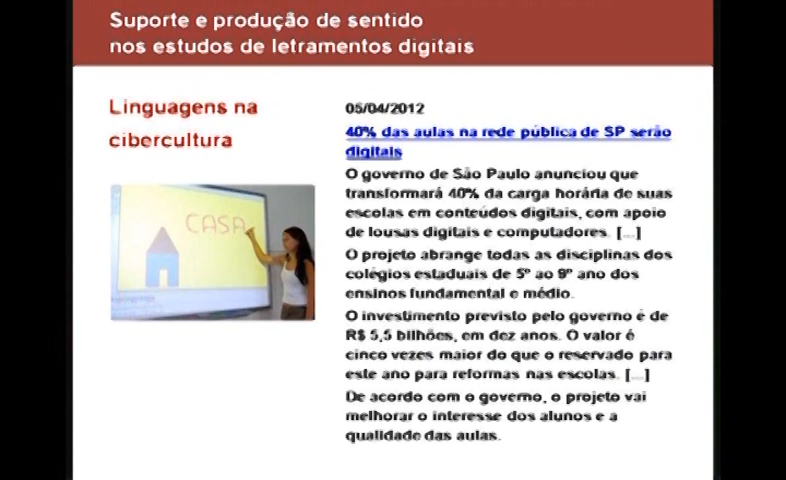 Suporte e produção de sentido
nos estudos de letramentos digitais
Linguagens na
cibercultura
CASA
05/04/2012
40% das aulas na rede pública de SP serão
digitais
O governo de São Paulo anunciou que
transformará 40% da carga horária de suas
escolas em conteúdos digitais, com apoio
de lousas digitais e computadores. [...]
O projeto abrange todas as disciplinas dos
colégios estaduais de 5º ao 9º ano dos
ensinos fundamental e médio.
O investimento previsto pelo governo é de
R$ 5,5 bilhões, em dez anos. O valor é
cinco vezes maior do que o reservado para
este ano para reformas nas escolas. [...]
De acordo com o governo, o projeto vai
melhorar o interesse dos alunos e a
qualidade das aulas.